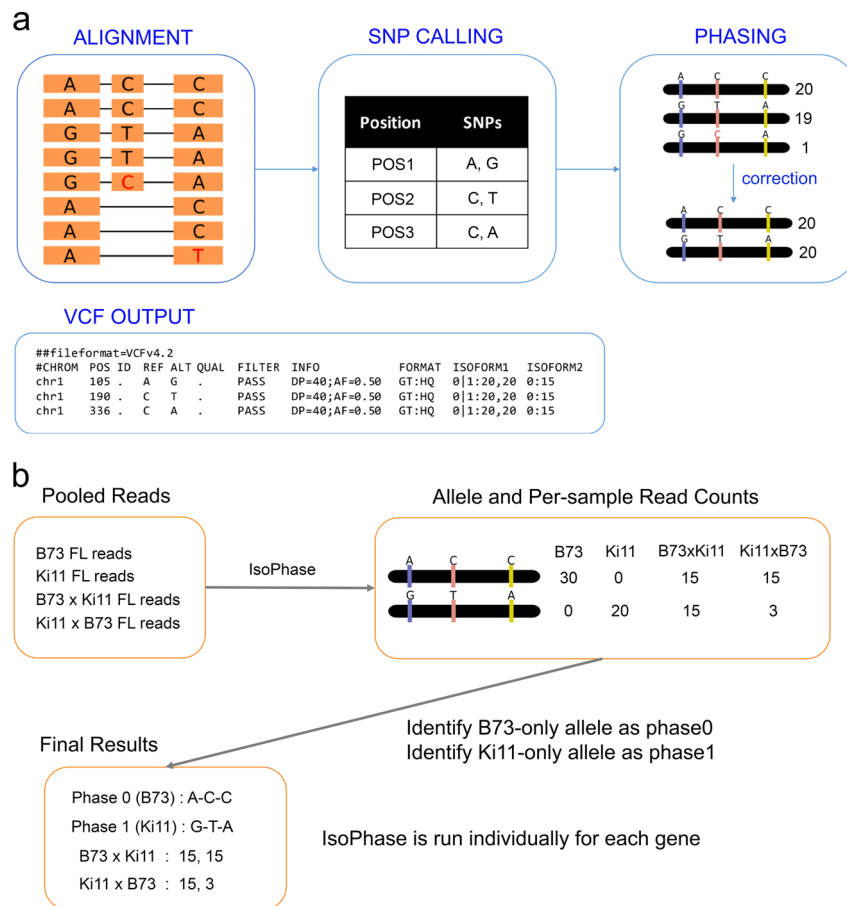 a
ALIGNMENT
SNP CALLING
PHASING
A C C
A C C
G T A
G T A
G C A
A C
A C
A T
Position SNPs
POS1 A, G
POS2 C, T
POS3 C, A
A C C 20
G T A 19
G C A 1
correction
A C C 20
G T A 20
VCF OUTPUT
##fileformat=VCFv4.2
#CHROM POS ID REF ALT QUAL FILTER INFO FORMAT ISOFORM1 ISOFORM2
chr1 105 . A G . PASS DP=40;AF=0.50 GT:HQ 0|1:20,20 0:15
chr1 190 . C T . PASS DP=40;AF=0.50 GT:HQ 0|1:20,20 0:15
chr1 336 . C A . PASS DP=40;AF=0.50 GT:HQ 0|1:20,20 0:15
b
Pooled Reads
B73 FL reads
Ki11 FL reads
B73 x Ki11 FL reads
Ki11 x B73 FL reads
IsoPhase
Allele and Per-sample Read Counts
B73 Ki11 B73xKi11 Ki11xB73
A C C 30 0 15 15
G T A 0 20 15 3
Identify B73-only allele as phase0
Identify Ki11-only allele as phase1
Final Results
Phase 0 (B73) : A-C-C
Phase 1 (Ki11) : G-T-A
B73 x Ki11 : 15, 15
Ki11 x B73 : 15, 3
IsoPhase is run individually for each gene